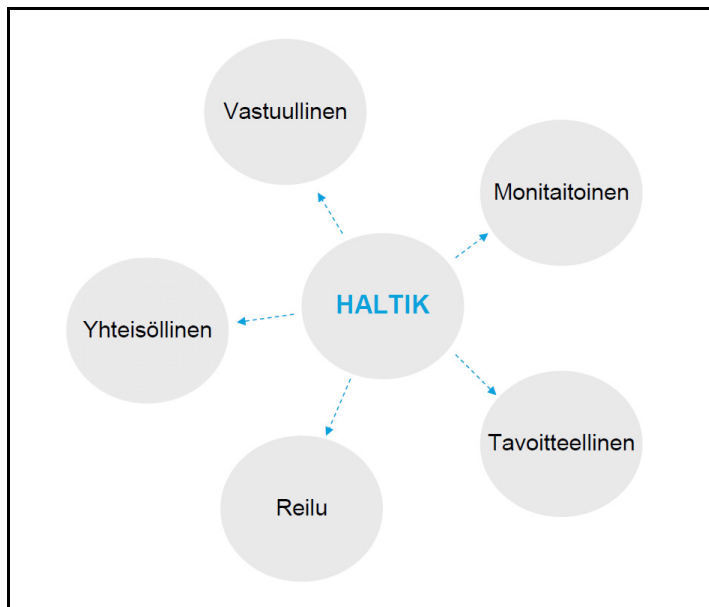 Vastuullinen
Monitaitoinen
HALTIK
Yhteisöllinen
Tavoitteellinen
Reilu